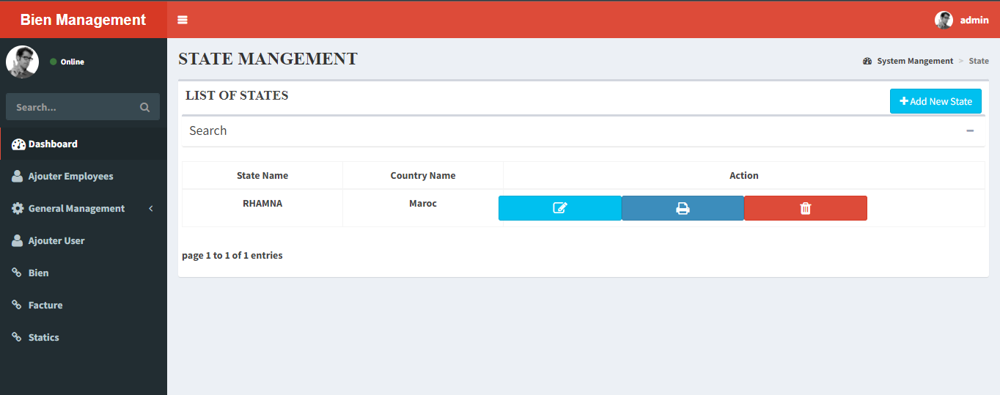 Bien Management
admin
Online
STATE MANGEMENT
System Mangement > State
Search...
LIST OF STATES
Add New State
Search
Dashboard
Ajouter Employees
General Management
Ajouter User
Bien
Facture
Statics
State Name Country Name Action
RHAMNA Maroc
page 1 to 1 of 1 entries